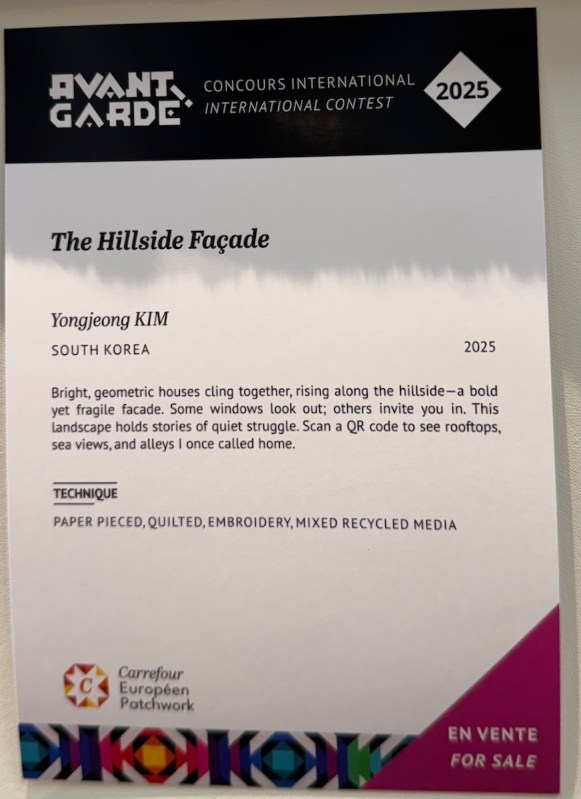 AVANT
GARDE
CONCOURS INTERNATIONAL
INTERNATIONAL CONTEST
2025
The Hillside Façade
Yongjeong KIM
SOUTH KOREA
2025
Bright, geometric houses cling together, rising along the hillside—a bold
yet fragile facade. Some windows look out; others invite you in. This
landscape holds stories of quiet struggle. Scan a QR code to see rooftops,
sea views, and alleys I once called home.
TECHNIQUE
PAPER PIECED, QUILTED, EMBROIDERY, MIXED RECYCLED MEDIA
C
Carrefour
Européen
Patchwork
EN VENTE
FOR SALE